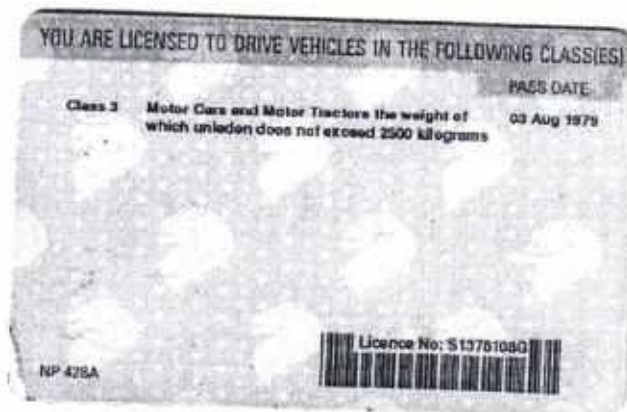 YOU ARE LICENSED TO DRIVE VEHICLES IN THE FOLLOWING CLASS(ES)
PASS DATE
Class 3 Motor Cars and Motor Tractors the weight of 03 Aug 1979
which unladen does not exceed 2500 kilograms
Licence No: S1378108G
NP 428A